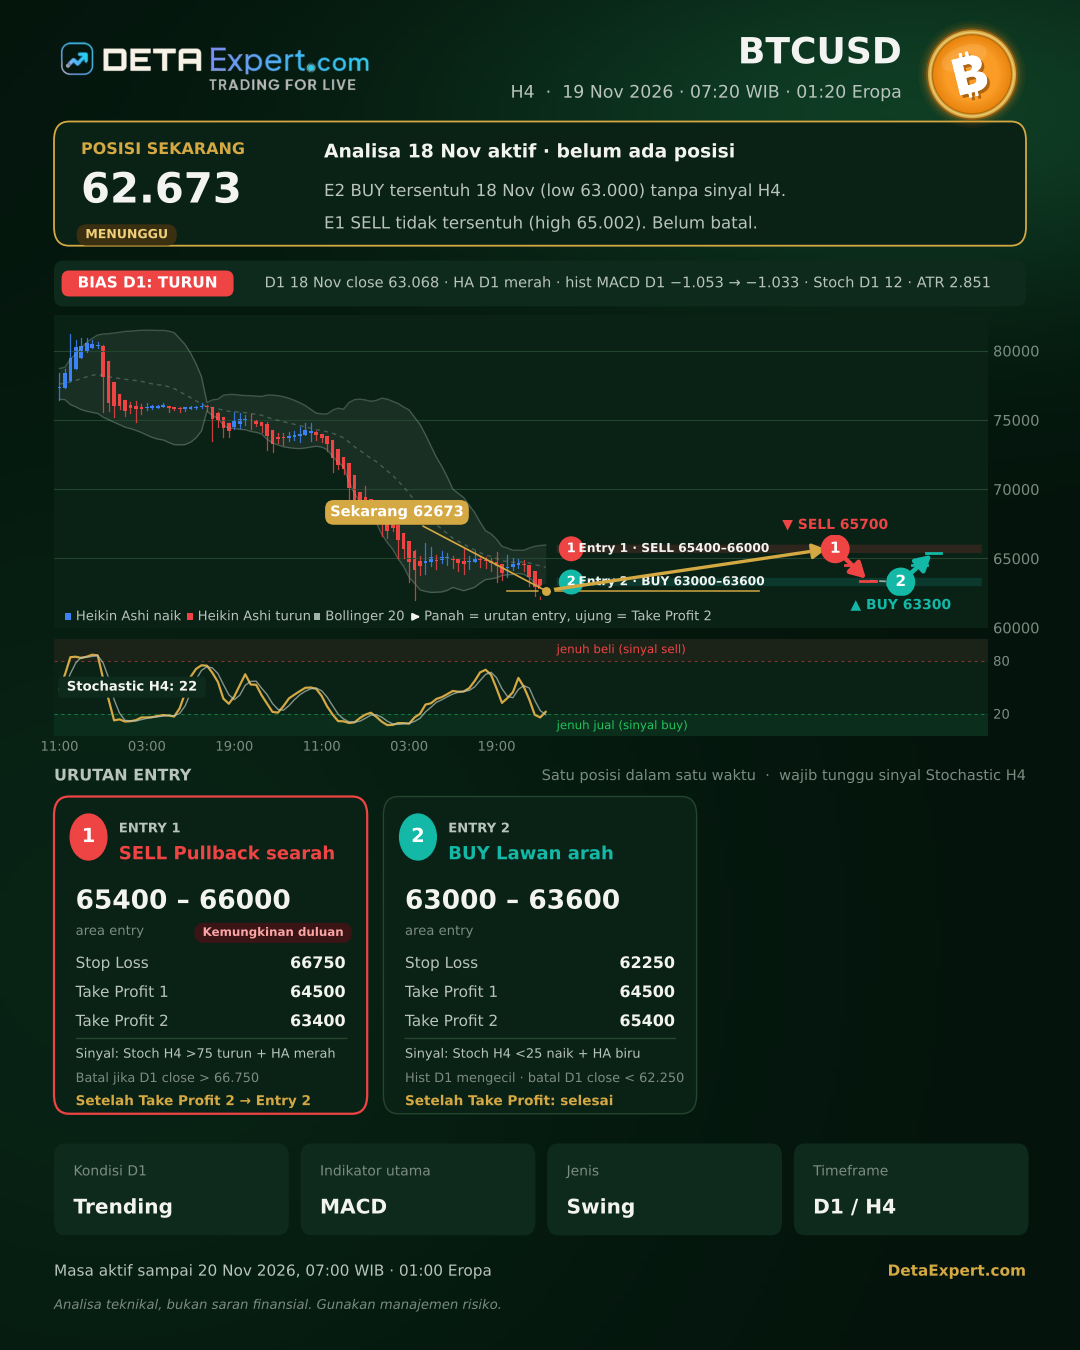 DETA Expert.com
TRADING FOR LIVE
BTCUSD
H4 · 19 Nov 2026 · 07:20 WIB · 01:20 Eropa
POSISI SEKARANG
62.673
MENUNGGU
Analisa 18 Nov aktif · belum ada posisi
E2 BUY tersentuh 18 Nov (low 63.000) tanpa sinyal H4.
E1 SELL tidak tersentuh (high 65.002). Belum batal.
BIAS D1: TURUN
D1 18 Nov close 63.068 · HA D1 merah · hist MACD D1 −1.053 → −1.033 · Stoch D1 12 · ATR 2.851
80000
75000
70000
65000
60000
Sekarang 62673
▼ SELL 65700
1 Entry 1 · SELL 65400–66000
1
2 Entry 2 · BUY 63000–63600
2
▲ BUY 63300
Heikin Ashi naik Heikin Ashi turun Bollinger 20 Panah = urutan entry, ujung = Take Profit 2
jenuh beli (sinyal sell)
80
Stochastic H4: 22
20
jenuh jual (sinyal buy)
11:00 03:00 19:00 11:00 03:00 19:00
URUTAN ENTRY
Satu posisi dalam satu waktu · wajib tunggu sinyal Stochastic H4
1
ENTRY 1
SELL Pullback searah
65400 – 66000
area entry
Kemungkinan duluan
Stop Loss 66750
Take Profit 1 64500
Take Profit 2 63400
Sinyal: Stoch H4 >75 turun + HA merah
Batal jika D1 close > 66.750
Setelah Take Profit 2 → Entry 2
2
ENTRY 2
BUY Lawan arah
63000 – 63600
area entry
Stop Loss 62250
Take Profit 1 64500
Take Profit 2 65400
Sinyal: Stoch H4 <25 naik + HA biru
Hist D1 mengecil · batal D1 close < 62.250
Setelah Take Profit: selesai
Kondisi D1
Trending
Indikator utama
MACD
Jenis
Swing
Timeframe
D1 / H4
Masa aktif sampai 20 Nov 2026, 07:00 WIB · 01:00 Eropa
DetaExpert.com
Analisa teknikal, bukan saran finansial. Gunakan manajemen risiko.